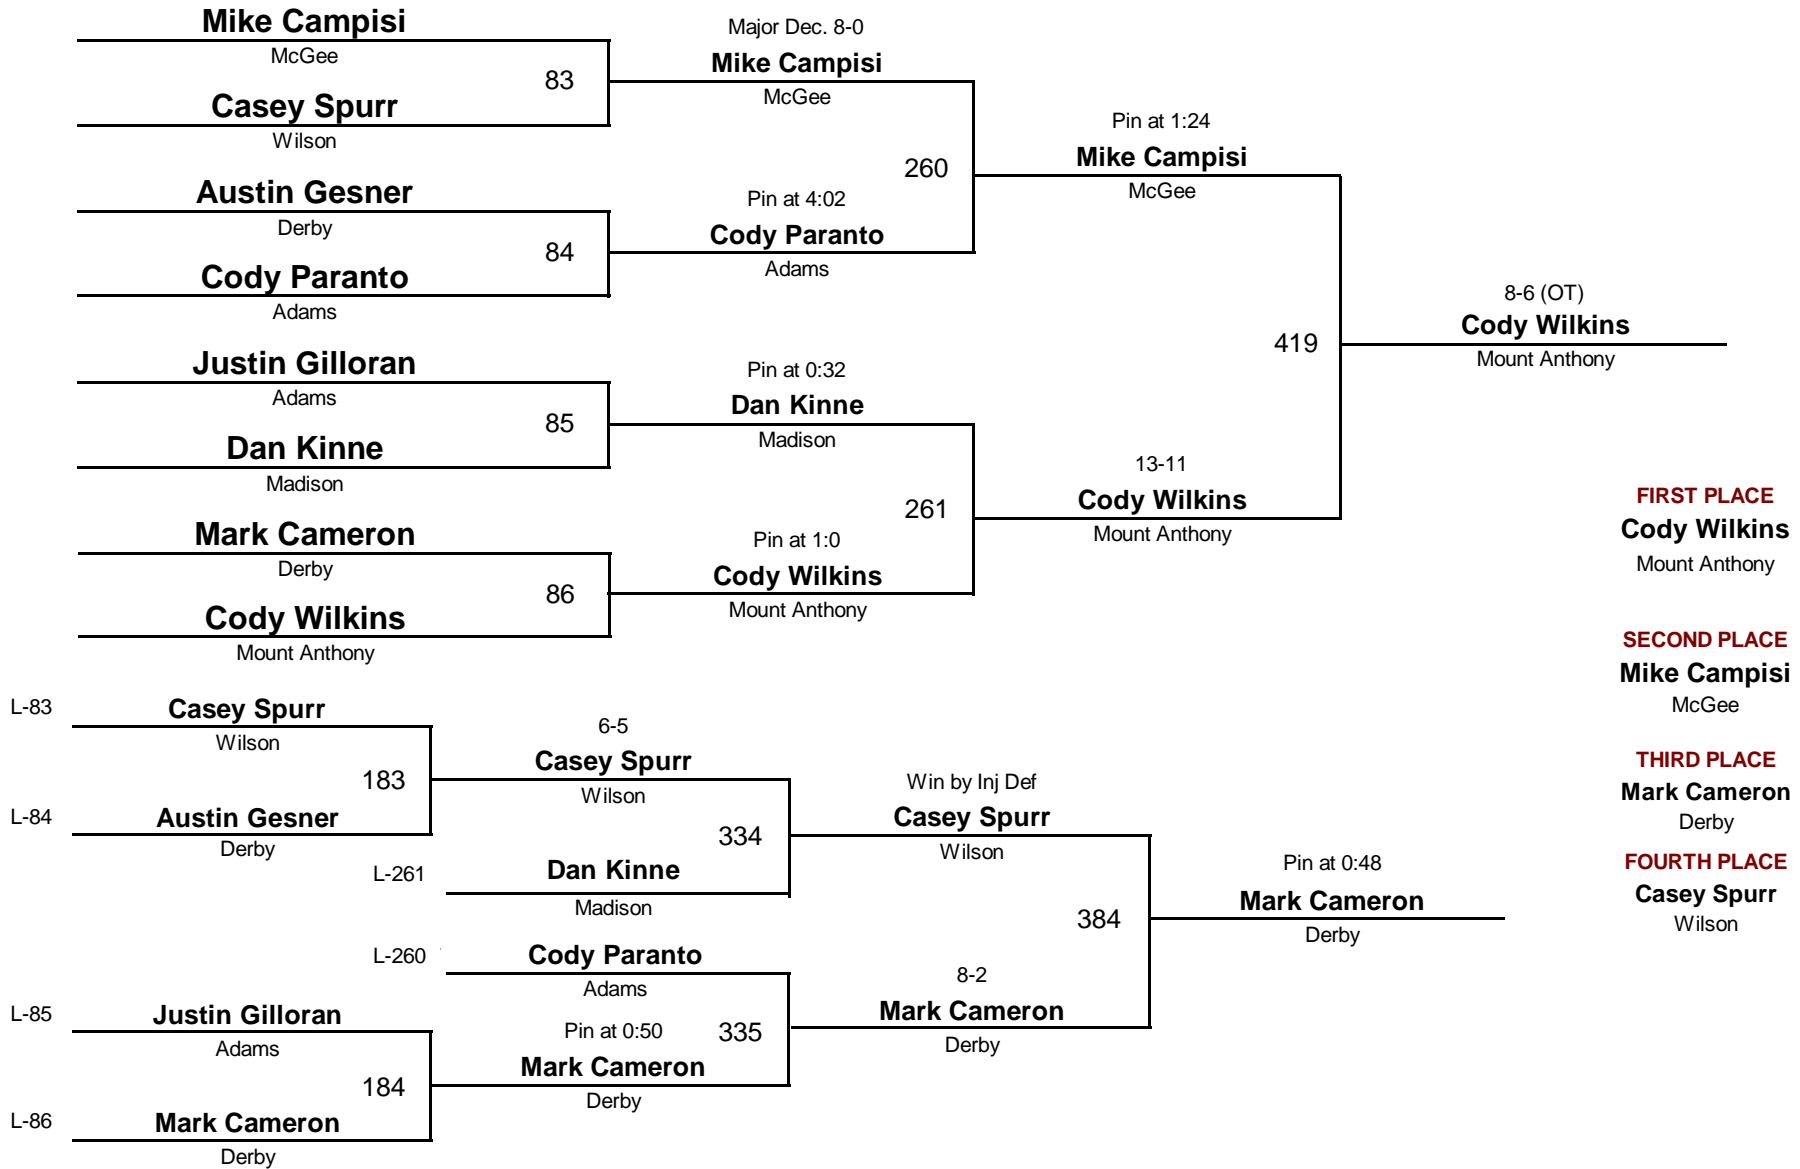 Mike Campisi
McGee
83
Casey Spurr
Wilson
Austin Gesner
Derby
84
Cody Paranto
Adams
Justin Gilloran
Adams
85
Dan Kinne
Madison
Mark Cameron
Derby
86
Cody Wilkins
Mount Anthony
Major Dec. 8-0
Mike Campisi
McGee
260
Pin at 4:02
Cody Paranto
Adams
Pin at 0:32
Dan Kinne
Madison
261
Pin at 1:0
Cody Wilkins
Mount Anthony
Pin at 1:24
Mike Campisi
McGee
419
13-11
Cody Wilkins
Mount Anthony
8-6 (OT)
Cody Wilkins
Mount Anthony
FIRST PLACE
Cody Wilkins
Mount Anthony
SECOND PLACE
Mike Campisi
McGee
THIRD PLACE
Mark Cameron
Derby
FOURTH PLACE
Casey Spurr
Wilson
L-83 Casey Spurr
Wilson
183
L-84 Austin Gesner
Derby
L-85 Justin Gilloran
Adams
184
L-86 Mark Cameron
Derby
6-5
Casey Spurr
Wilson
334
L-261 Dan Kinne
Madison
L-260 Cody Paranto
Adams
335
Pin at 0:50
Mark Cameron
Derby
Win by Inj Def
Casey Spurr
Wilson
384
8-2
Mark Cameron
Derby
Pin at 0:48
Mark Cameron
Derby